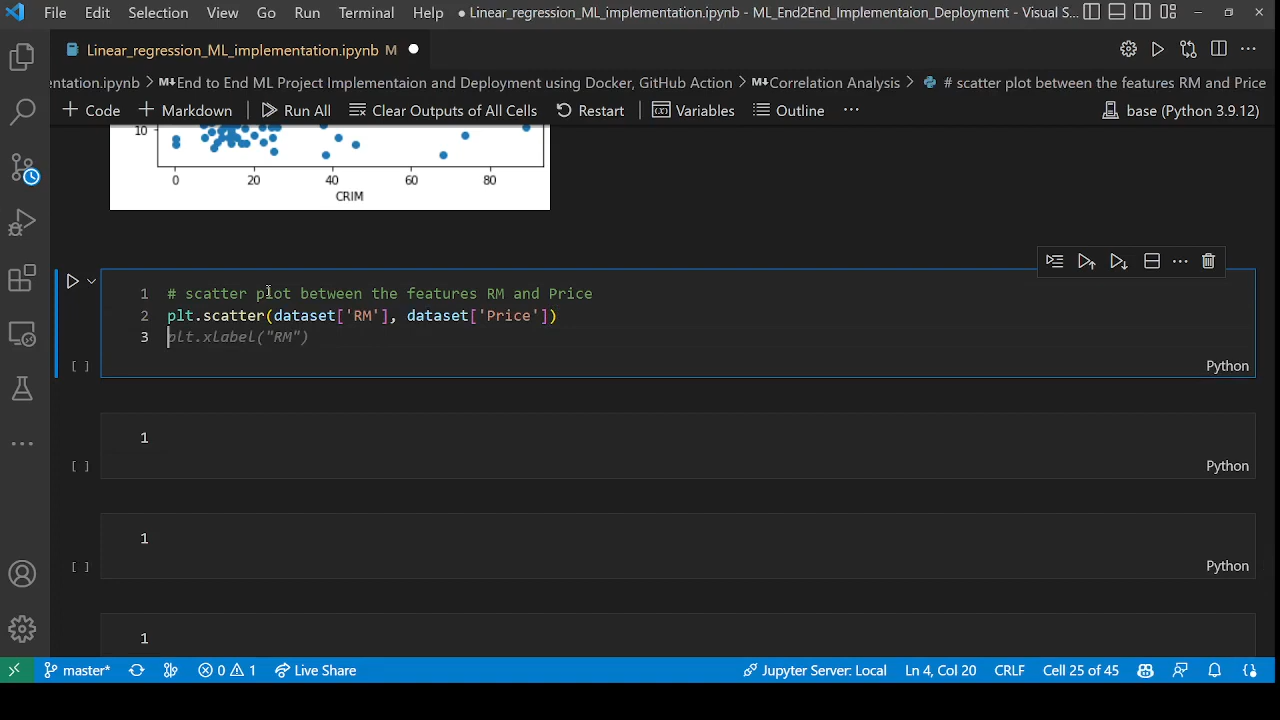 File Edit Selection View Go Run Terminal Help ● Linear_regression_ML_implementation.ipynb - ML_End2End_Implementaion_Deployment - Visual S...
Linear_regression_ML_implementation.ipynb M ●
entation.ipynb > M↓End to End ML Project Implementaion and Deployment using Docker, GitHub Action > M↓Correlation Analysis > # scatter plot between the features RM and Price
+ Code + Markdown Run All Clear Outputs of All Cells Restart Variables Outline ··· base (Python 3.9.12)
10
0 20 40 60 80
CRIM
1 # scatter plot between the features RM and Price
2 plt.scatter(dataset['RM'], dataset['Price'])
3 plt.xlabel("RM")
[ ] Python
1
[ ] Python
1
[ ] Python
1
master* 0 1 Live Share Jupyter Server: Local Ln 4, Col 20 CRLF Cell 25 of 45